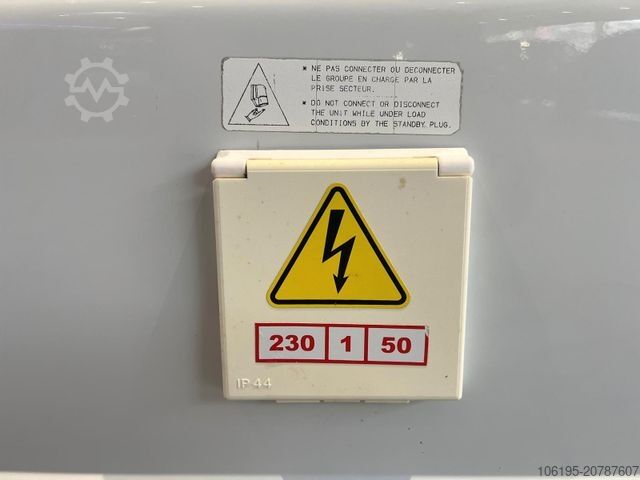 * NE PAS CONNECTER OU DECONNECTER
LE GROUPE EN CHARGE PAR LA
PRISE SECTEUR.
* DO NOT CONNECT OR DISCONNECT
THE UNIT WHILE UNDER LOAD
CONDITIONS BY THE STANDBY PLUG.
230 1 50
IP 44
106195-20787607